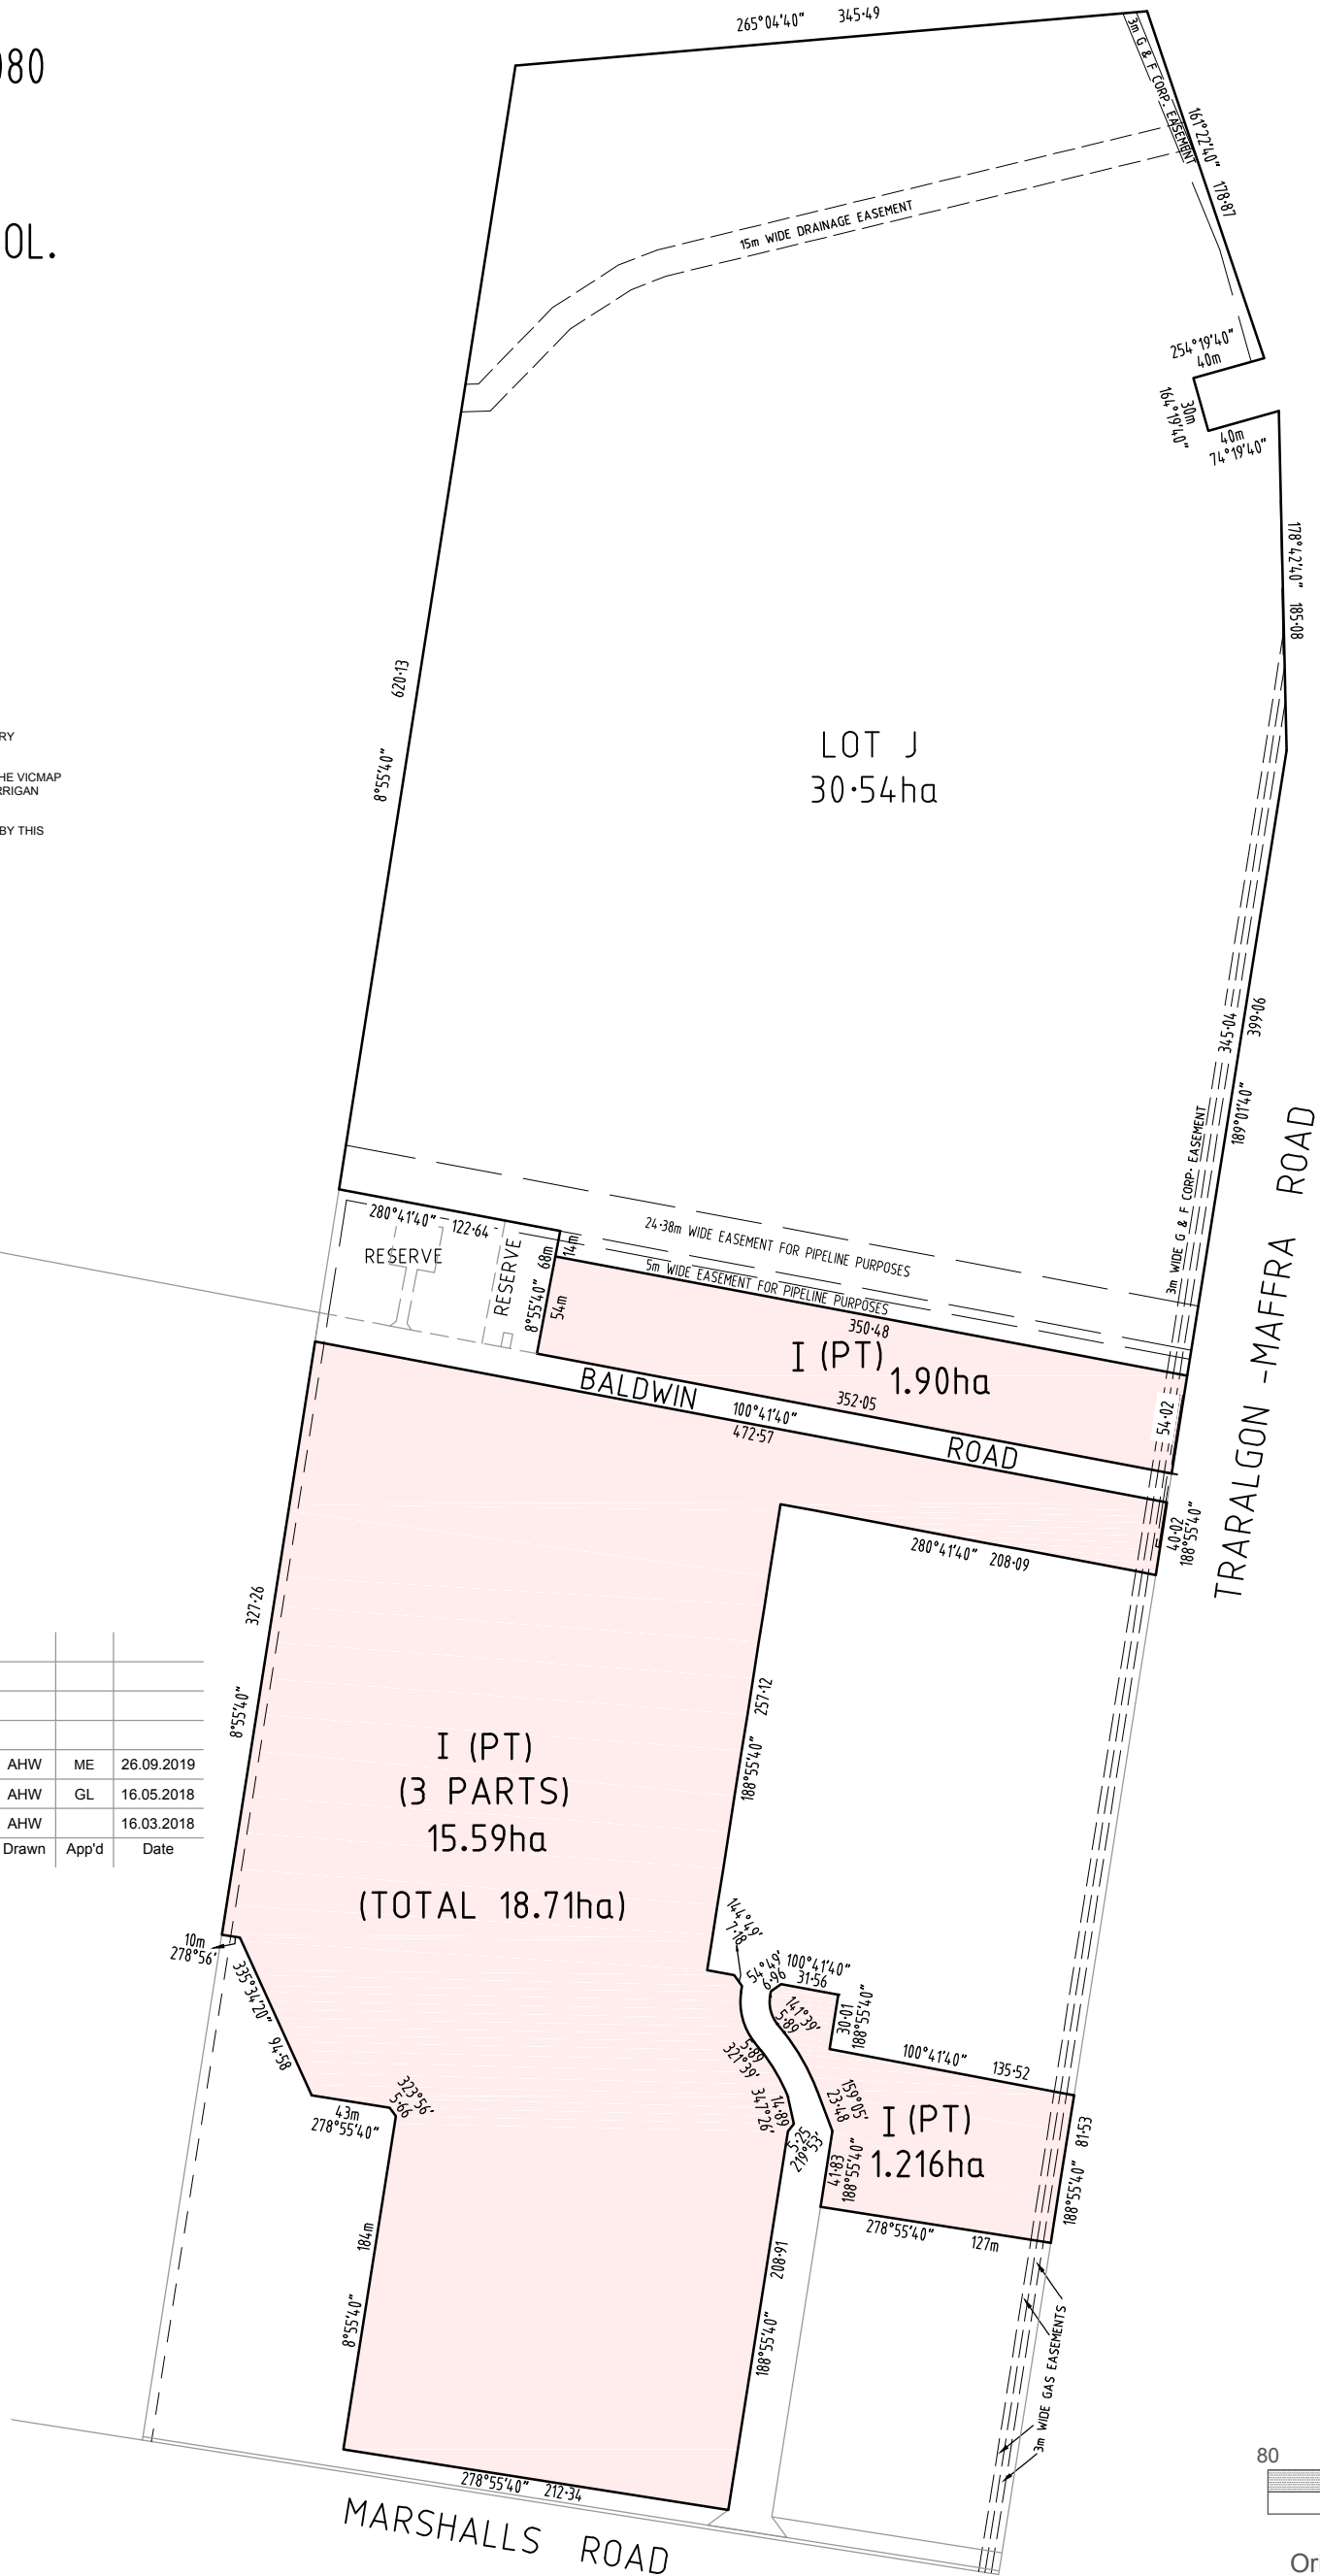 265°04'40" 345·49
080
3m G & F CORP. EASEMENT
161°22'40" 178·87
OL.
15m WIDE DRAINAGE EASEMENT
254°19'40"
40m
30m
164°19'40"
40m
74°19'40"
178°42'40" 185·08
8°55'40" 620·13
RY
HE VICMAP
RRIGAN
BY THIS
LOT J
30·54ha
345·04
399·06
189°01'40"
3m WIDE G & F CORP. EASEMENT
TRARALGON -MAFFRA ROAD
280°41'40" 122·64
RESERVE
RESERVE
8°55'40" 68m
14m
54m
24·38m WIDE EASEMENT FOR PIPELINE PURPOSES
5m WIDE EASEMENT FOR PIPELINE PURPOSES
350·48
I (PT)
1.90ha
352·05
54·02
BALDWIN ROAD
100°41'40"
472·57
40·02
188°55'40"
280°41'40" 208·09
8°55'40" 327·26
188°55'40" 257·12
I (PT)
(3 PARTS)
15.59ha
(TOTAL 18.71ha)
AHW ME 26.09.2019
AHW GL 16.05.2018
AHW 16.03.2018
Drawn App'd Date
10m
278°56'
335°34'20" 94·58
43m
278°55'40"
323°56'
5·66
144°49'
7·18
54°49'
6·96
100°41'40"
31·56
141°39'
5·89
30·01
188°55'40"
100°41'40" 135·52
5·89
321°39'
14·89
347°26'
159°05'
23·48
5·25
219°53'
41·83
188°55'40"
I (PT)
1.216ha
188°55'40" 81·53
278°55'40" 127m
8°55'40" 184m
188°55'40" 208·91
3m WIDE GAS EASEMENTS
278°55'40" 212·34
MARSHALLS ROAD
80
Or